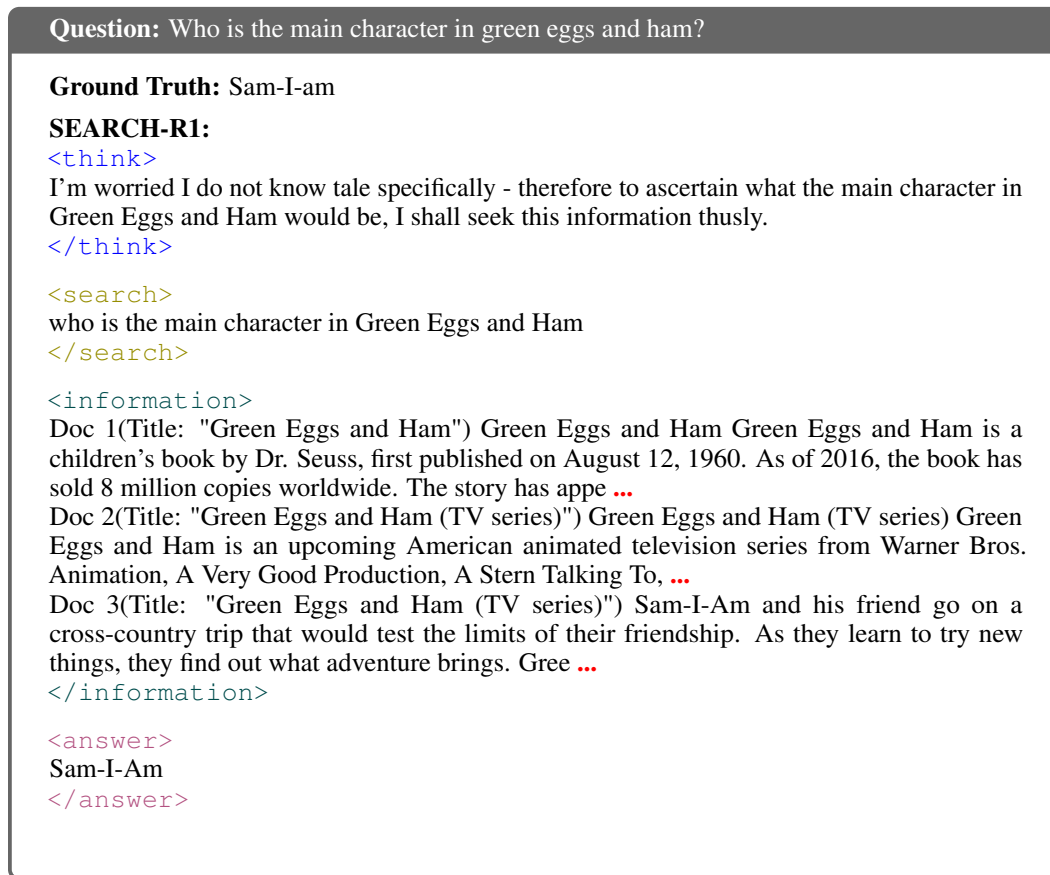 Question: Who is the main character in green eggs and ham?
Ground Truth: Sam-I-am
SEARCH-R1:
<think>
I'm worried I do not know tale specifically - therefore to ascertain what the main character in
Green Eggs and Ham would be, I shall seek this information thusly.
</think>
<search>
who is the main character in Green Eggs and Ham
</search>
<information>
Doc 1(Title: "Green Eggs and Ham") Green Eggs and Ham Green Eggs and Ham is a
children's book by Dr. Seuss, first published on August 12, 1960. As of 2016, the book has
sold 8 million copies worldwide. The story has appe ...
Doc 2(Title: "Green Eggs and Ham (TV series)") Green Eggs and Ham (TV series) Green
Eggs and Ham is an upcoming American animated television series from Warner Bros.
Animation, A Very Good Production, A Stern Talking To, ...
Doc 3(Title: "Green Eggs and Ham (TV series)") Sam-I-Am and his friend go on a
cross-country trip that would test the limits of their friendship. As they learn to try new
things, they find out what adventure brings. Gree ...
</information>
<answer>
Sam-I-Am
</answer>